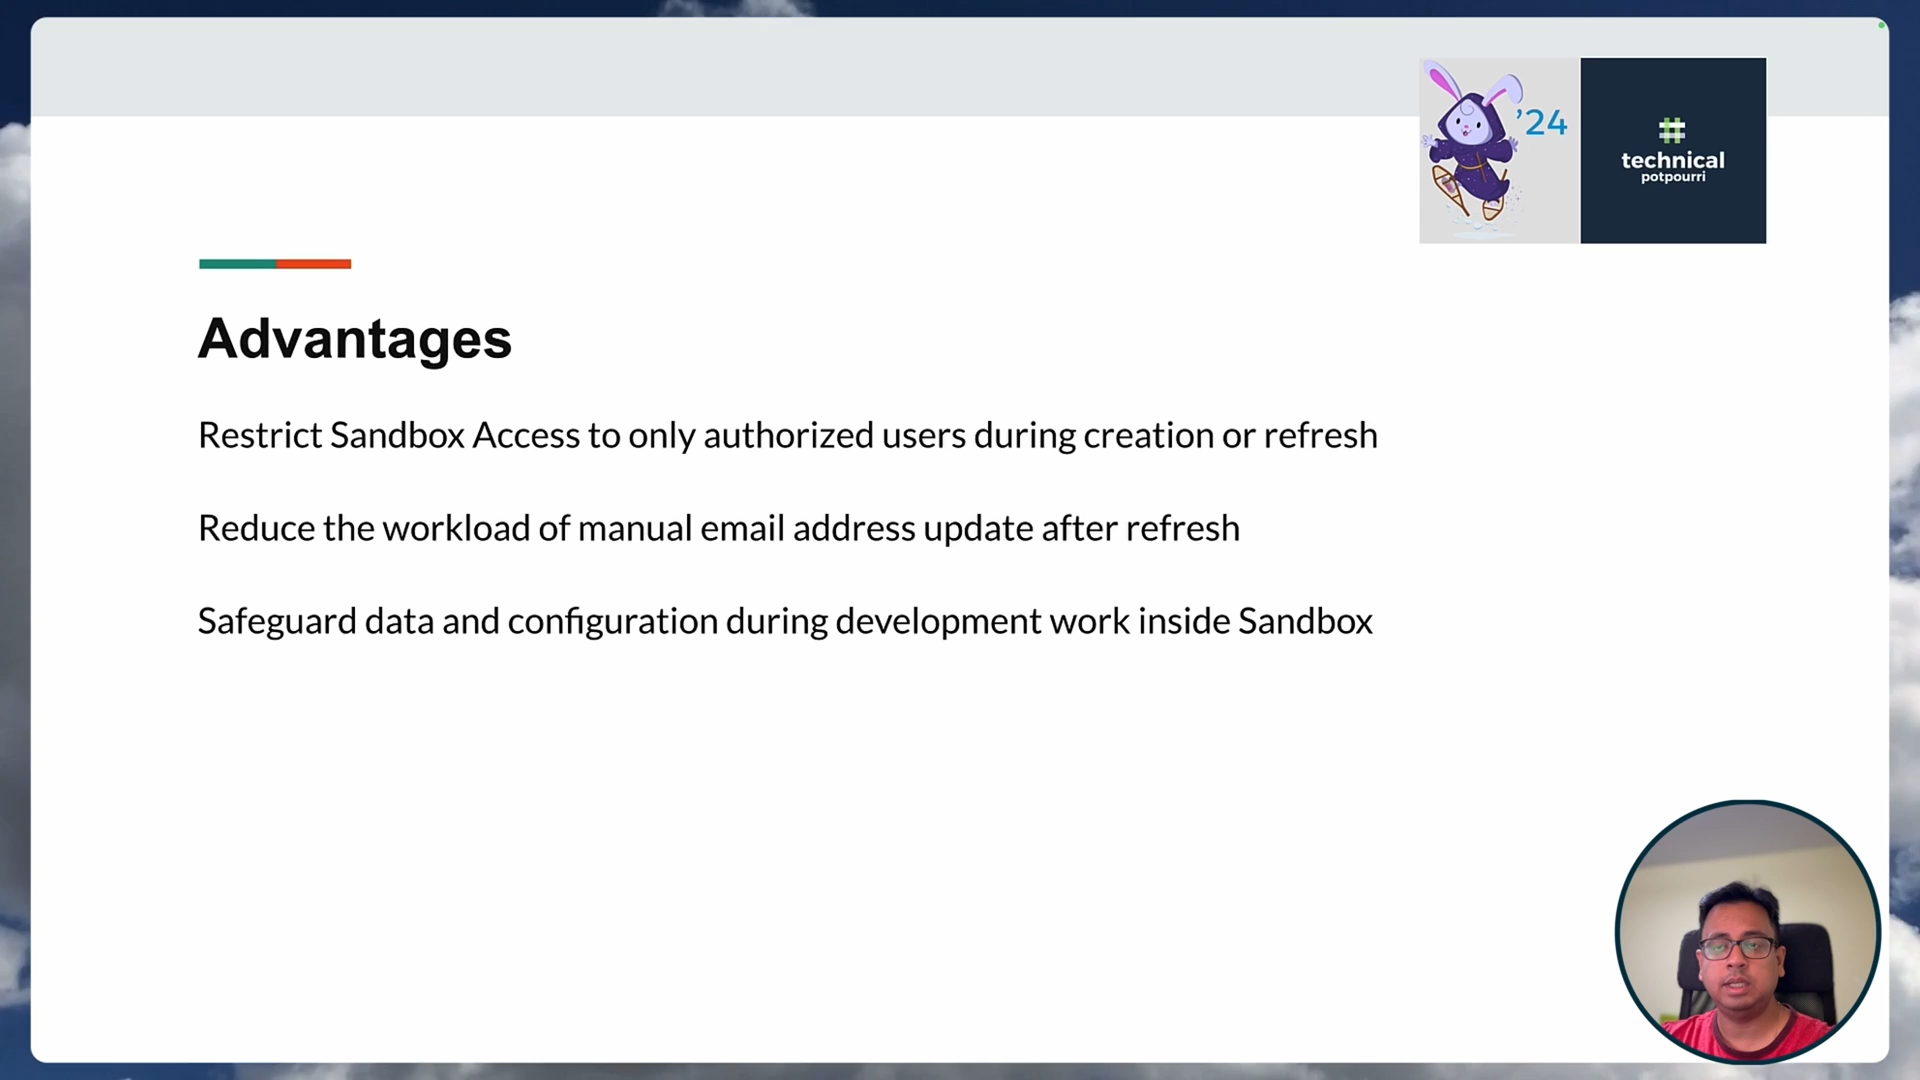 ’24
technical
potpourri
Advantages
Restrict Sandbox Access to only authorized users during creation or refresh
Reduce the workload of manual email address update after refresh
Safeguard data and configuration during development work inside Sandbox